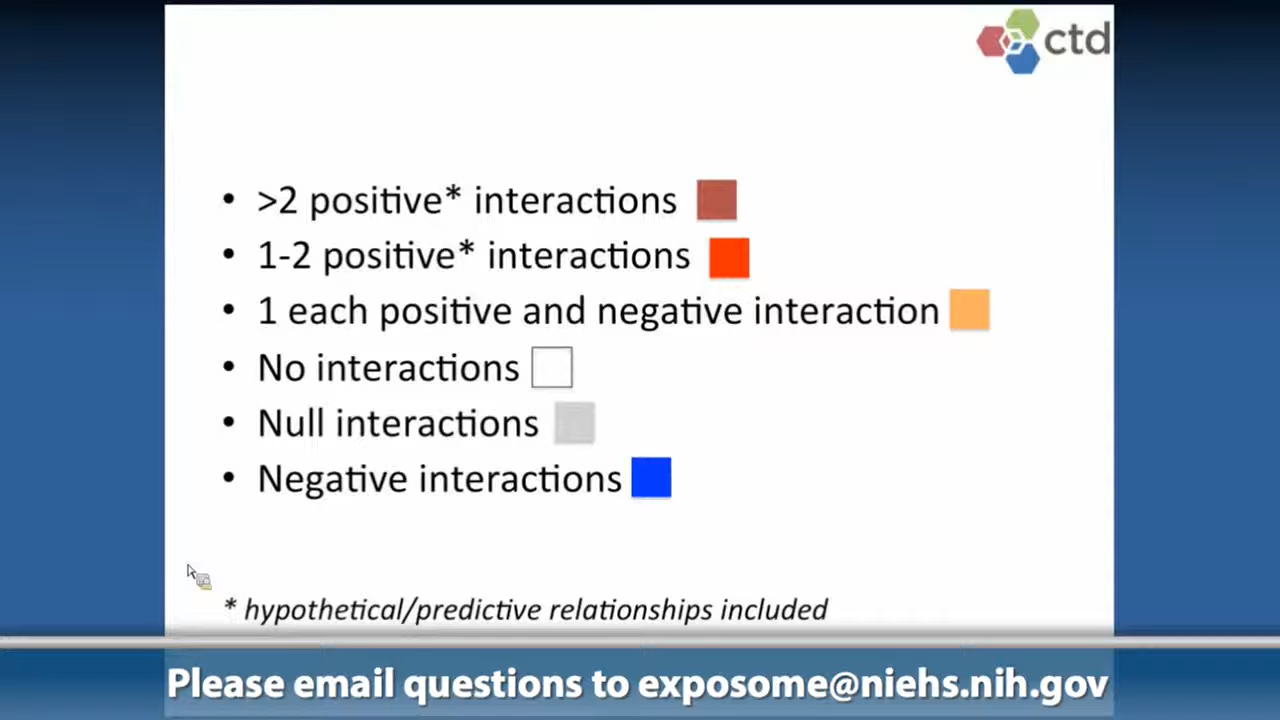 ctd
• >2 positive* interactions
• 1-2 positive* interactions
• 1 each positive and negative interaction
• No interactions
• Null interactions
• Negative interactions
* hypothetical/predictive relationships included
Please email questions to exposome@niehs.nih.gov